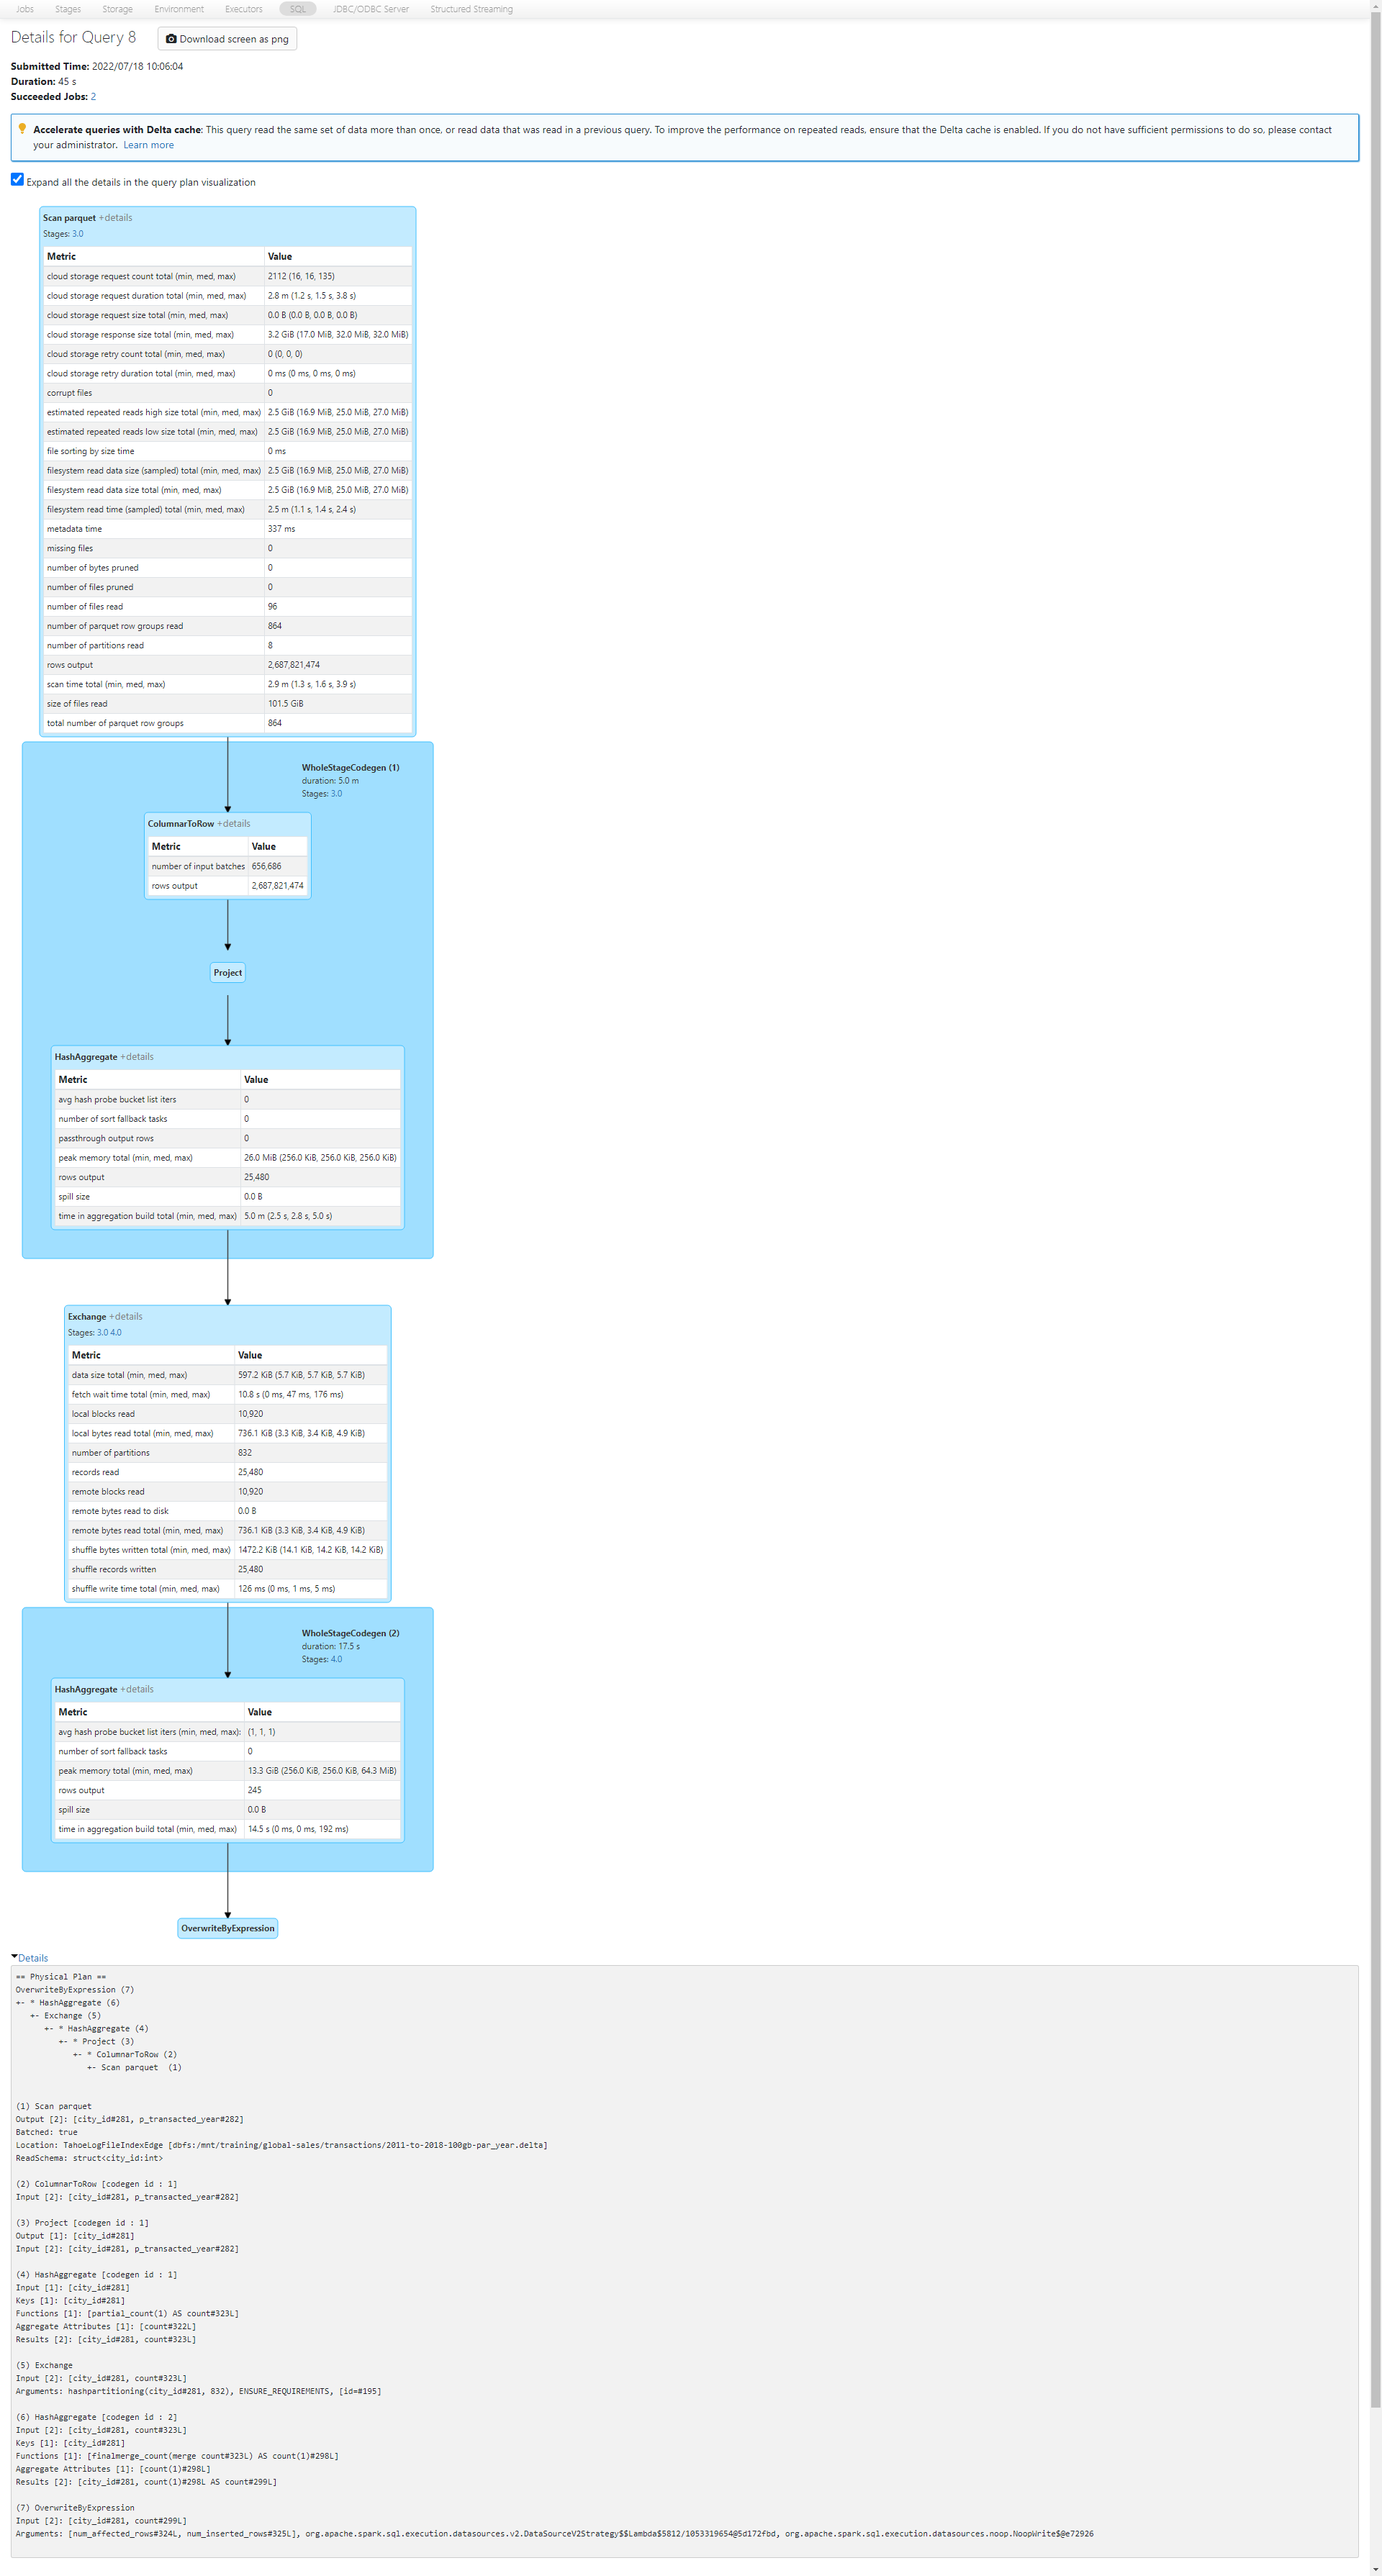 Jobs Stages Storage Environment Executors SQL JDBC/ODBC Server Structured Streaming
Details for Query 8 Download screen as png
Submitted Time: 2022/07/18 10:06:04
Duration: 45 s
Succeeded Jobs: 2
Accelerate queries with Delta cache: This query read the same set of data more than once, or read data that was read in a previous query. To improve the performance on repeated reads, ensure that the Delta cache is enabled. If you do not have sufficient permissions to do so, please contact
your administrator. Learn more
Expand all the details in the query plan visualization
Scan parquet +details
Stages: 3.0
Metric Value
cloud storage request count total (min, med, max) 2112 (16, 16, 135)
cloud storage request duration total (min, med, max) 2.8 m (1.2 s, 1.5 s, 3.8 s)
cloud storage request size total (min, med, max) 0.0 B (0.0 B, 0.0 B, 0.0 B)
cloud storage response size total (min, med, max) 3.2 GiB (17.0 MiB, 32.0 MiB, 32.0 MiB)
cloud storage retry count total (min, med, max) 0 (0, 0, 0)
cloud storage retry duration total (min, med, max) 0 ms (0 ms, 0 ms, 0 ms)
corrupt files 0
estimated repeated reads high size total (min, med, max) 2.5 GiB (16.9 MiB, 25.0 MiB, 27.0 MiB)
estimated repeated reads low size total (min, med, max) 2.5 GiB (16.9 MiB, 25.0 MiB, 27.0 MiB)
file sorting by size time 0 ms
filesystem read data size (sampled) total (min, med, max) 2.5 GiB (16.9 MiB, 25.0 MiB, 27.0 MiB)
filesystem read data size total (min, med, max) 2.5 GiB (16.9 MiB, 25.0 MiB, 27.0 MiB)
filesystem read time (sampled) total (min, med, max) 2.5 m (1.1 s, 1.4 s, 2.4 s)
metadata time 337 ms
missing files 0
number of bytes pruned 0
number of files pruned 0
number of files read 96
number of parquet row groups read 864
number of partitions read 8
rows output 2,687,821,474
scan time total (min, med, max) 2.9 m (1.3 s, 1.6 s, 3.9 s)
size of files read 101.5 GiB
total number of parquet row groups 864
WholeStageCodegen (1)
duration: 5.0 m
Stages: 3.0
ColumnarToRow +details
Metric Value
number of input batches 656,686
rows output 2,687,821,474
Project
HashAggregate +details
Metric Value
avg hash probe bucket list iters 0
number of sort fallback tasks 0
passthrough output rows 0
peak memory total (min, med, max) 26.0 MiB (256.0 KiB, 256.0 KiB, 256.0 KiB)
rows output 25,480
spill size 0.0 B
time in aggregation build total (min, med, max) 5.0 m (2.5 s, 2.8 s, 5.0 s)
Exchange +details
Stages: 3.0 4.0
Metric Value
data size total (min, med, max) 597.2 KiB (5.7 KiB, 5.7 KiB, 5.7 KiB)
fetch wait time total (min, med, max) 10.8 s (0 ms, 47 ms, 176 ms)
local blocks read 10,920
local bytes read total (min, med, max) 736.1 KiB (3.3 KiB, 3.4 KiB, 4.9 KiB)
number of partitions 832
records read 25,480
remote blocks read 10,920
remote bytes read to disk 0.0 B
remote bytes read total (min, med, max) 736.1 KiB (3.3 KiB, 3.4 KiB, 4.9 KiB)
shuffle bytes written total (min, med, max) 1472.2 KiB (14.1 KiB, 14.2 KiB, 14.2 KiB)
shuffle records written 25,480
shuffle write time total (min, med, max) 126 ms (0 ms, 1 ms, 5 ms)
WholeStageCodegen (2)
duration: 17.5 s
Stages: 4.0
HashAggregate +details
Metric Value
avg hash probe bucket list iters (min, med, max): (1, 1, 1)
number of sort fallback tasks 0
peak memory total (min, med, max) 13.3 GiB (256.0 KiB, 256.0 KiB, 64.3 MiB)
rows output 245
spill size 0.0 B
time in aggregation build total (min, med, max) 14.5 s (0 ms, 0 ms, 192 ms)
OverwriteByExpression
Details
== Physical Plan ==
OverwriteByExpression (7)
+- * HashAggregate (6)
+- Exchange (5)
+- * HashAggregate (4)
+- * Project (3)
+- * ColumnarToRow (2)
+- Scan parquet (1)
(1) Scan parquet
Output [2]: [city_id#281, p_transacted_year#282]
Batched: true
Location: TahoeLogFileIndexEdge [dbfs:/mnt/training/global-sales/transactions/2011-to-2018-100gb-par_year.delta]
ReadSchema: struct<city_id:int>
(2) ColumnarToRow [codegen id : 1]
Input [2]: [city_id#281, p_transacted_year#282]
(3) Project [codegen id : 1]
Output [1]: [city_id#281]
Input [2]: [city_id#281, p_transacted_year#282]
(4) HashAggregate [codegen id : 1]
Input [1]: [city_id#281]
Keys [1]: [city_id#281]
Functions [1]: [partial_count(1) AS count#323L]
Aggregate Attributes [1]: [count#322L]
Results [2]: [city_id#281, count#323L]
(5) Exchange
Input [2]: [city_id#281, count#323L]
Arguments: hashpartitioning(city_id#281, 832), ENSURE_REQUIREMENTS, [id=#195]
(6) HashAggregate [codegen id : 2]
Input [2]: [city_id#281, count#323L]
Keys [1]: [city_id#281]
Functions [1]: [finalmerge_count(merge count#323L) AS count(1)#298L]
Aggregate Attributes [1]: [count(1)#298L]
Results [2]: [city_id#281, count(1)#298L AS count#299L]
(7) OverwriteByExpression
Input [2]: [city_id#281, count#299L]
Arguments: [num_affected_rows#324L, num_inserted_rows#325L], org.apache.spark.sql.execution.datasources.v2.DataSourceV2Strategy$$Lambda$5812/1053319654@5d172fbd, org.apache.spark.sql.execution.datasources.noop.NoopWrite$@e72926